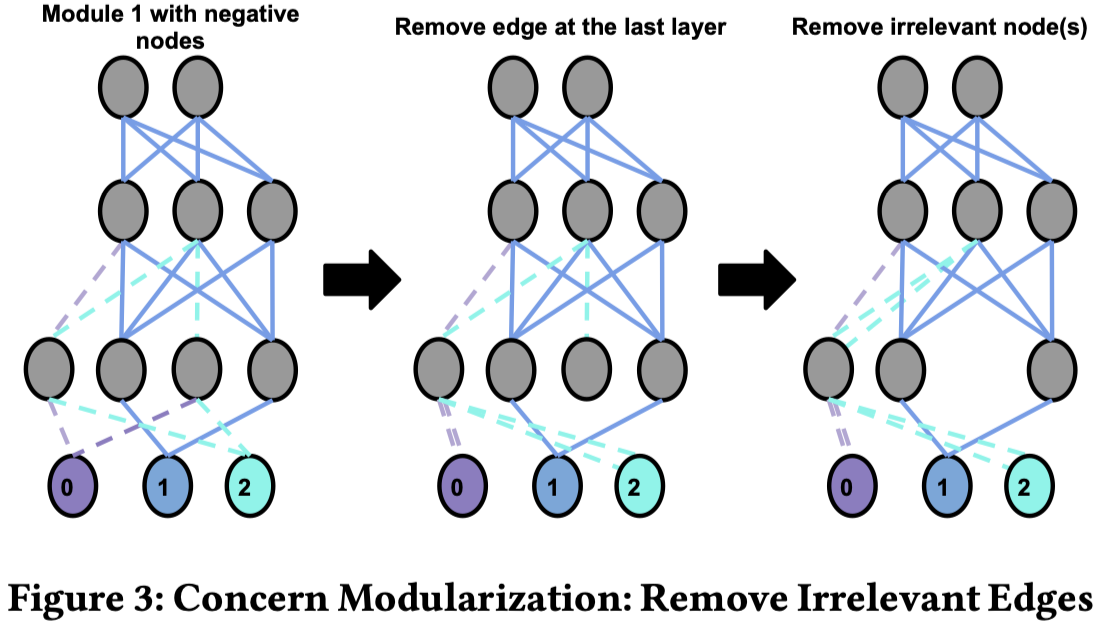 Module 1 with negative
nodes
Remove edge at the last layer
Remove irrelevant node(s)
0 1 2
0 1 2
0 1 2
Figure 3: Concern Modularization: Remove Irrelevant Edges